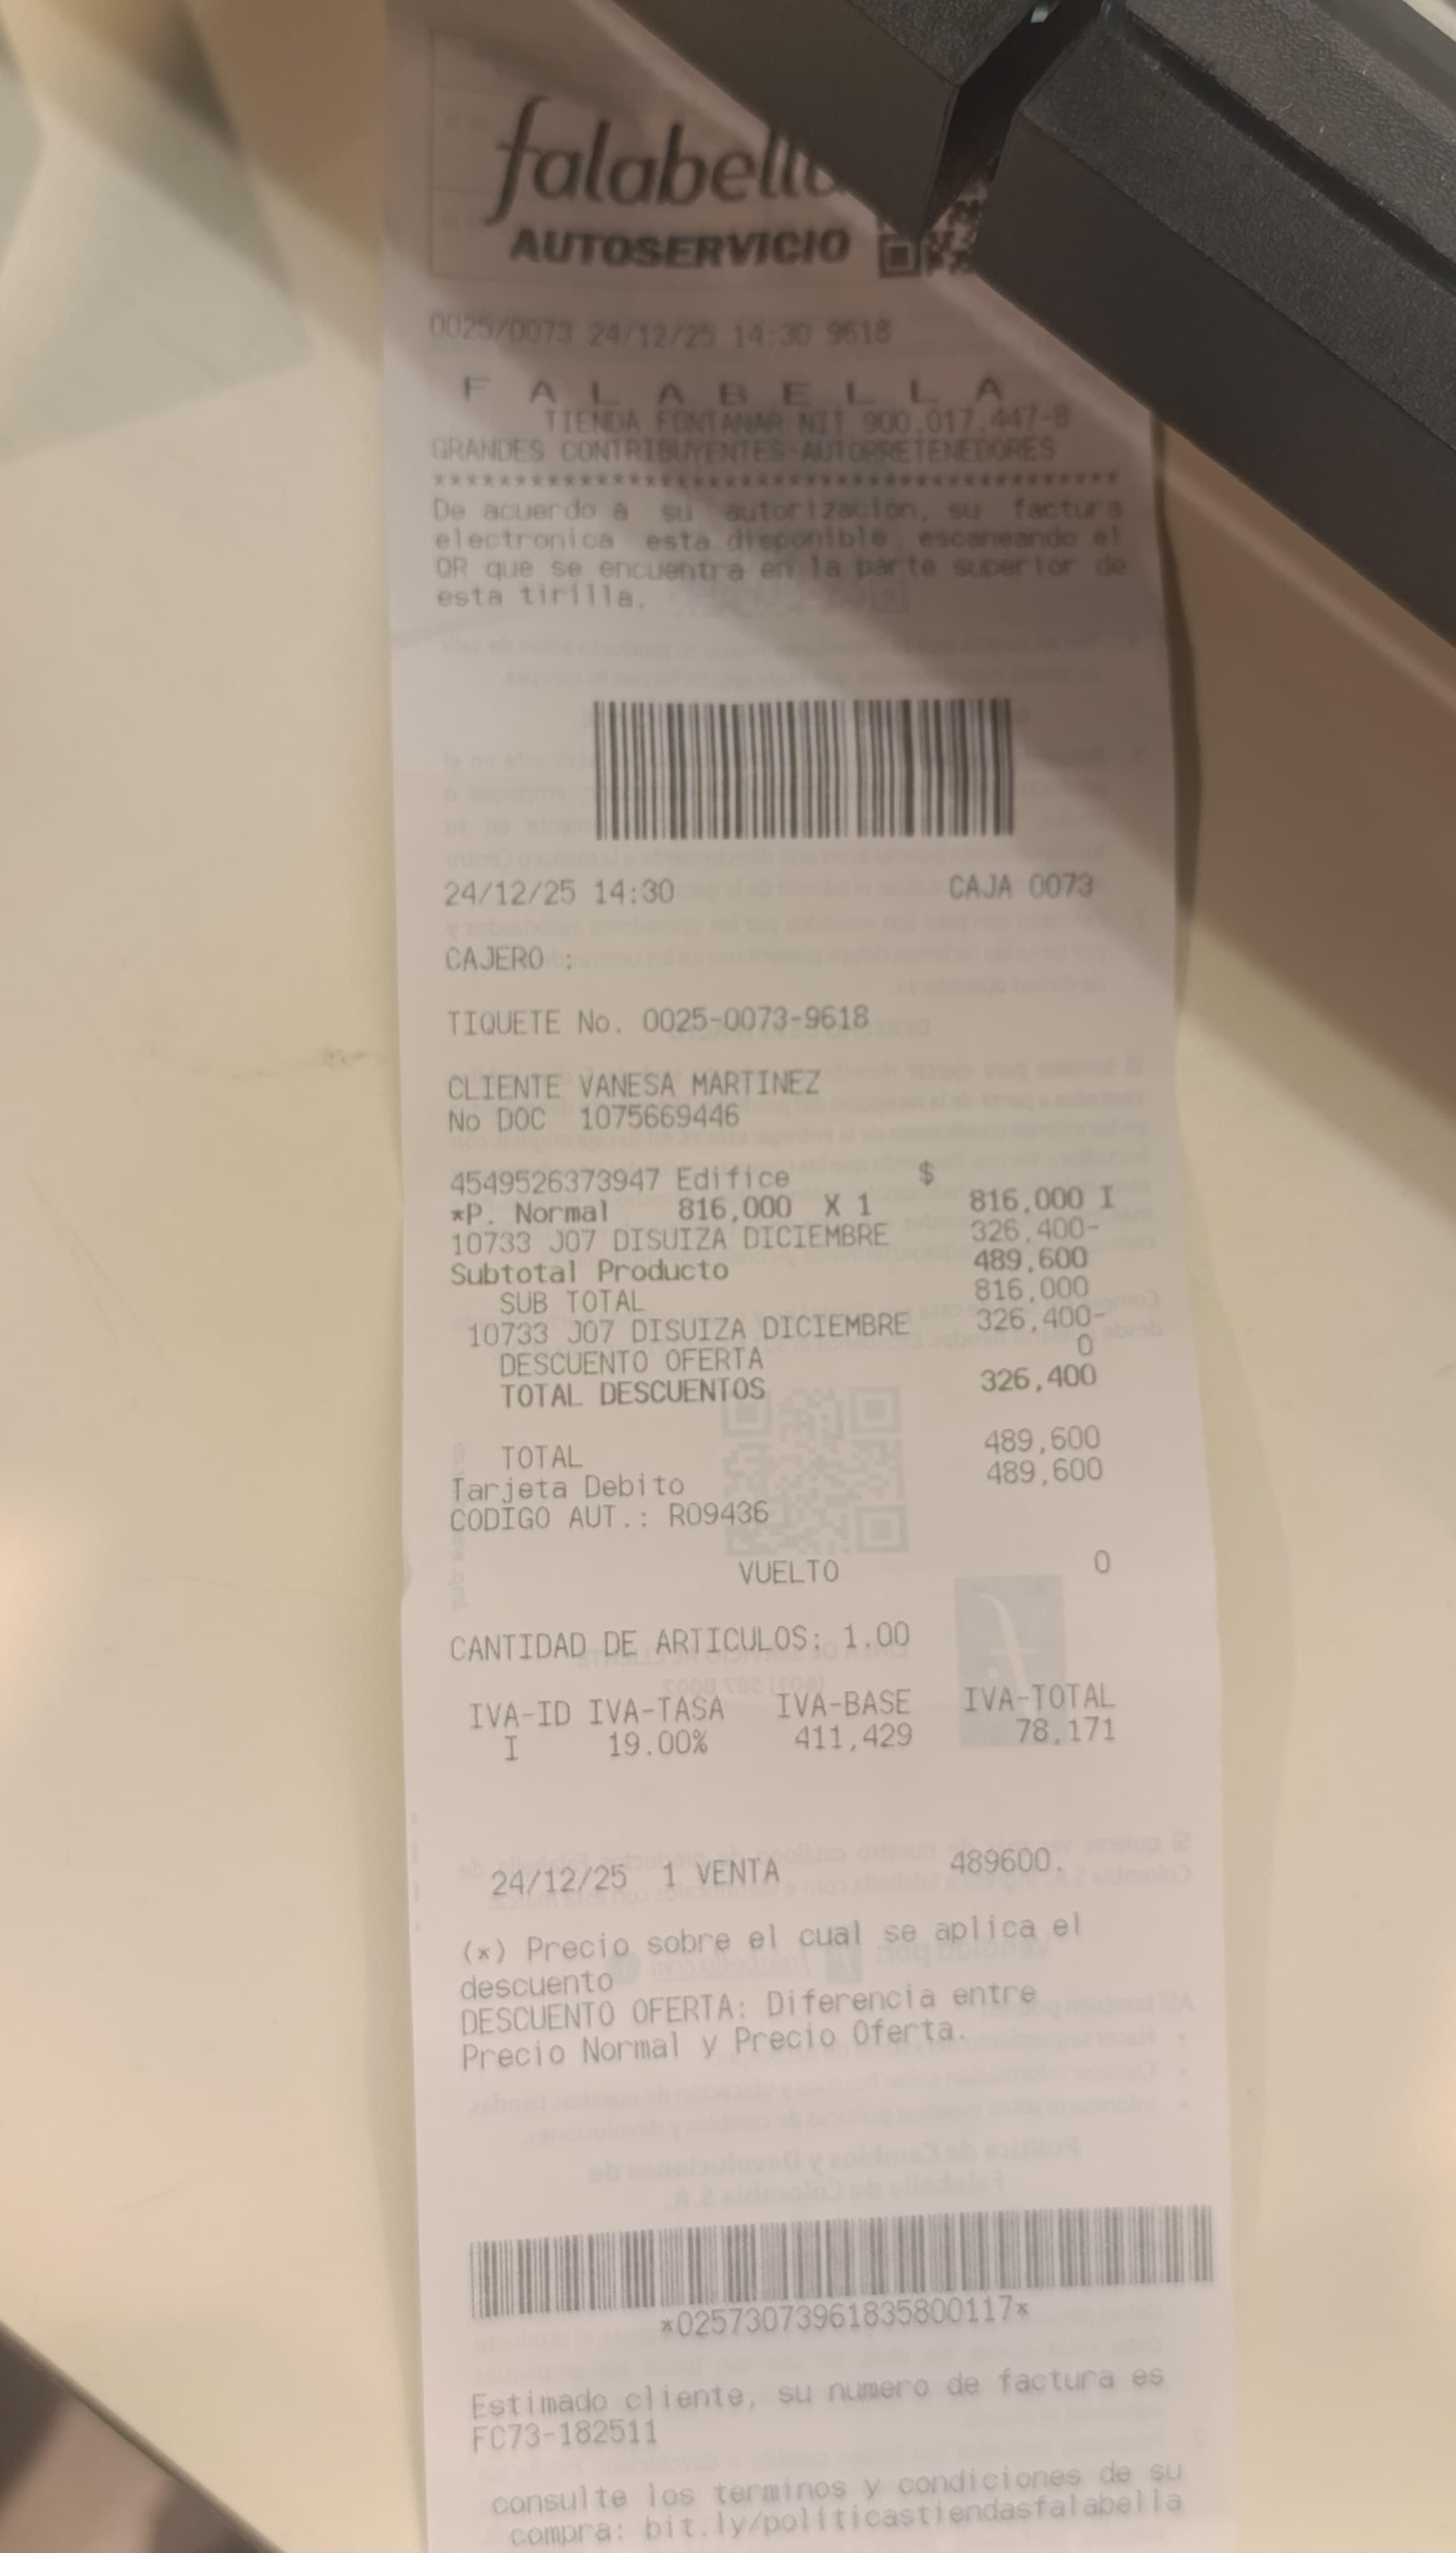 falabella
AUTOSERVICIO
0025/0073 24/12/25 14:30 9618
F A L A B E L L A
TIENDA FONTANAR NIT 900.017.447-8
GRANDES CONTRIBUYENTES-AUTORRETENEDORES
******************************************
De acuerdo a su autorización, su factura
electronica esta disponible escaneando el
QR que se encuentra en la parte superior de
esta tirilla.
24/12/25 14:30 CAJA 0073
CAJERO :
TIQUETE No. 0025-0073-9618
CLIENTE VANESA MARTINEZ
No DOC 1075669446
4549526373947 Edifice $
*P. Normal 816,000 X 1 816,000 I
10733 J07 DISUIZA DICIEMBRE 326,400-
Subtotal Producto 489,600
SUB TOTAL 816,000
10733 J07 DISUIZA DICIEMBRE 326,400-
DESCUENTO OFERTA 0
TOTAL DESCUENTOS 326,400
TOTAL 489,600
Tarjeta Debito 489,600
CODIGO AUT.: R09436
VUELTO 0
CANTIDAD DE ARTICULOS: 1.00
IVA-ID IVA-TASA IVA-BASE IVA-TOTAL
I 19.00% 411,429 78,171
24/12/25 1 VENTA 489600.
(*) Precio sobre el cual se aplica el
descuento
DESCUENTO OFERTA: Diferencia entre
Precio Normal y Precio Oferta.
*02573073961835800117*
Estimado cliente, su numero de factura es
FC73-182511
consulte los terminos y condiciones de su
compra: bit.ly/politicastiendasfalabella